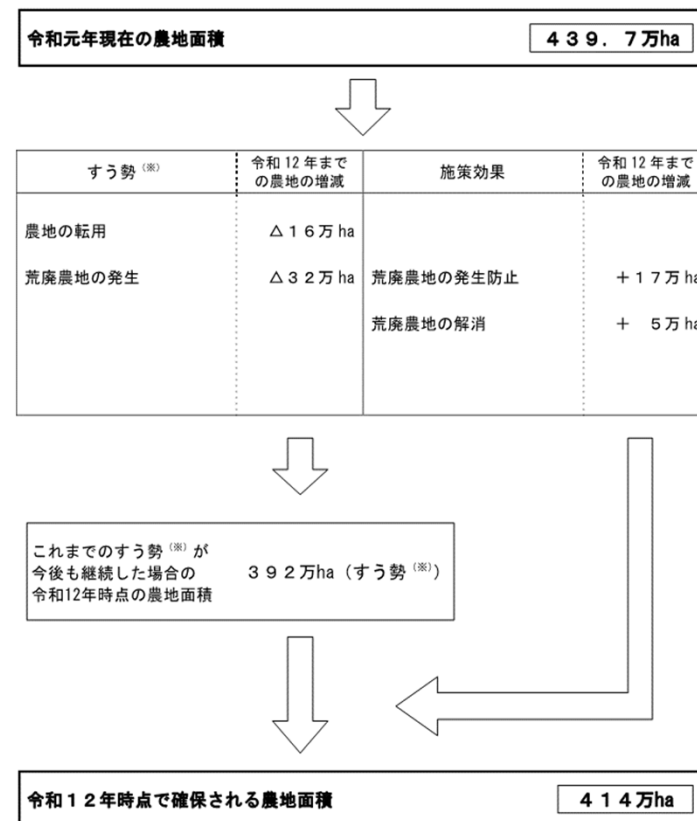 令和元年現在の農地面積 ４３９．７万ha
すう勢(※) 令和12年まで
の農地の増減 施策効果 令和12年まで
の農地の増減
農地の転用 △１６万ha
荒廃農地の発生 △３２万ha 荒廃農地の発生防止 ＋１７万ha
荒廃農地の解消 ＋ ５万ha
これまでのすう勢(※)が
今後も継続した場合の ３９２万ha（すう勢(※)）
令和12年時点の農地面積
令和１２年時点で確保される農地面積 ４１４万ha